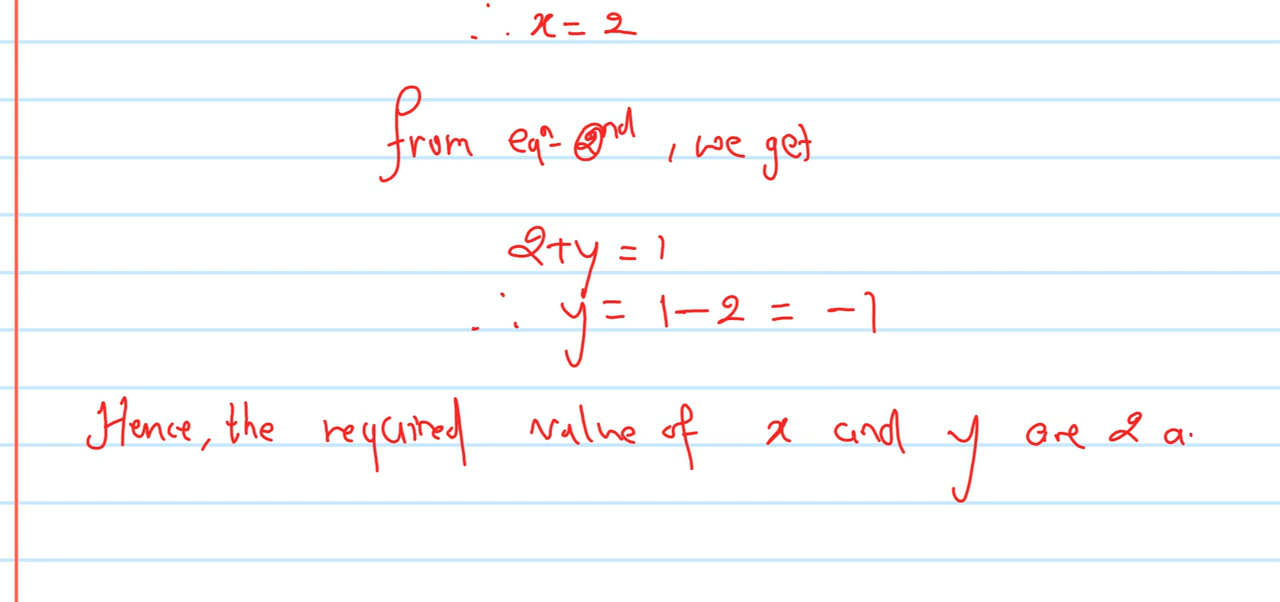 ∴ x = 2
from eqn 2nd, we get
2+y = 1
∴ y = 1-2 = -1
Hence, the required value of x and y are 2 a.